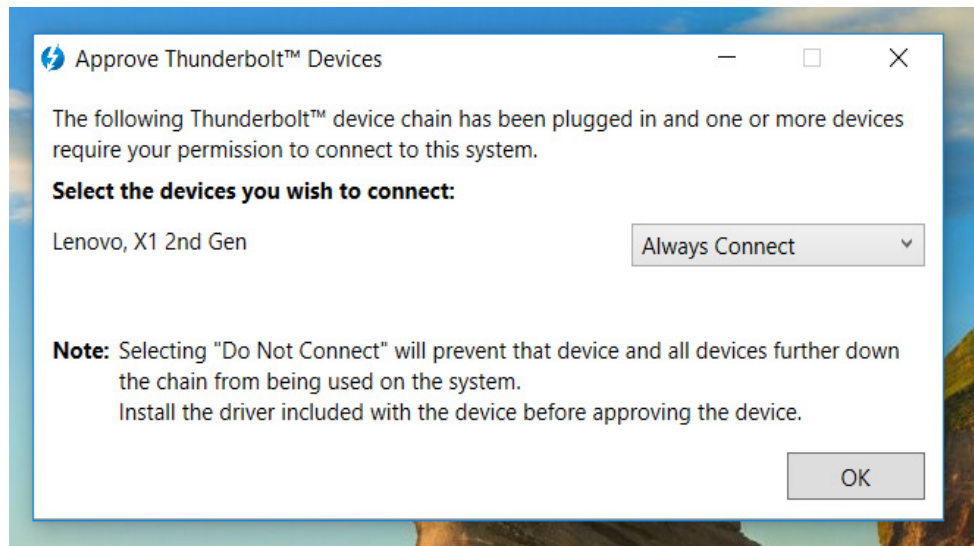 Approve Thunderbolt™ Devices
The following Thunderbolt™ device chain has been plugged in and one or more devices
require your permission to connect to this system.
Select the devices you wish to connect:
Lenovo, X1 2nd Gen
Always Connect
Note: Selecting "Do Not Connect" will prevent that device and all devices further down
the chain from being used on the system.
Install the driver included with the device before approving the device.
OK